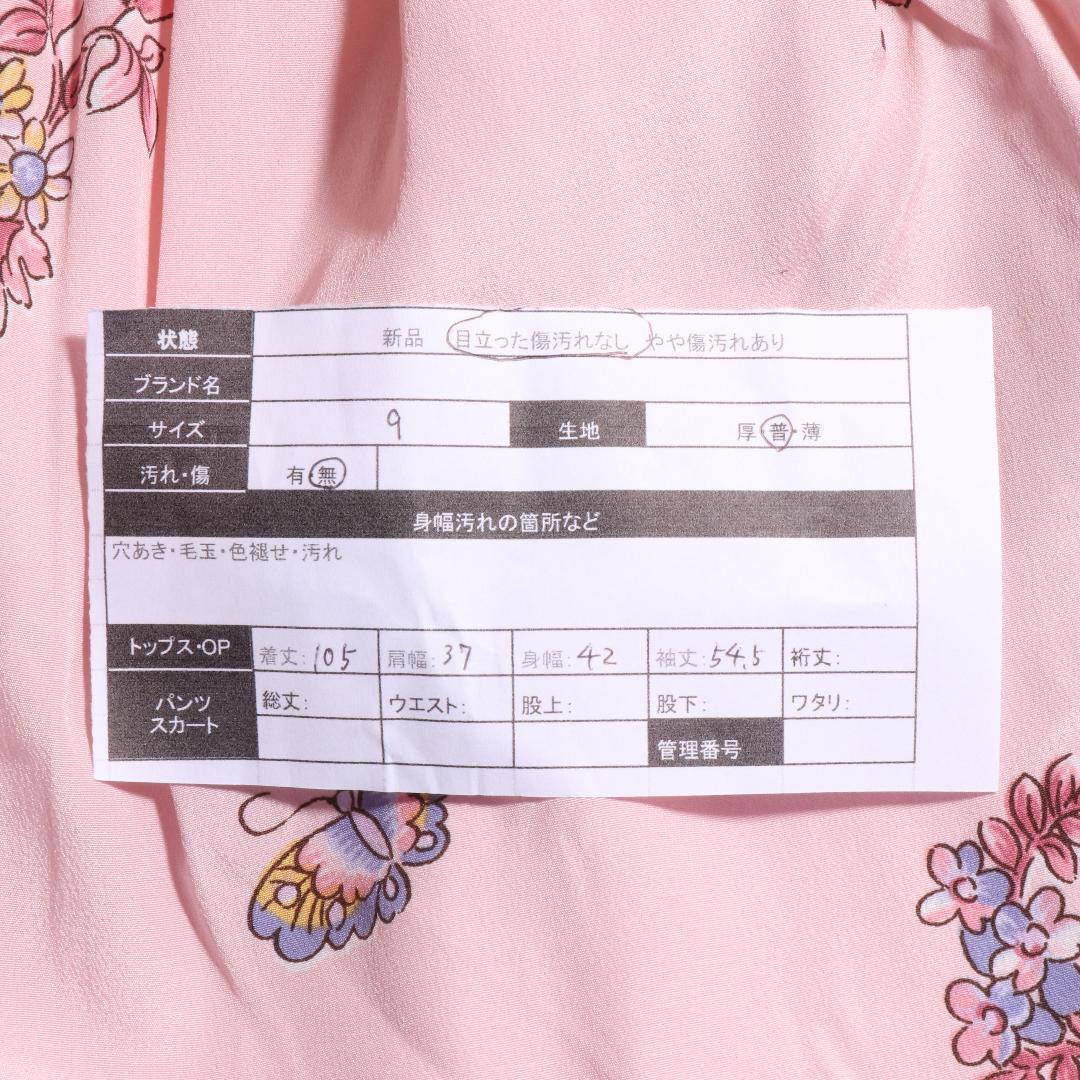 状態 新品 目立った傷汚れなし やや傷汚れあり
ブランド名
サイズ 9 生地 厚・普・薄
汚れ・傷 有・無
身幅汚れの箇所など
穴あき・毛玉・色褪せ・汚れ
トップス・OP 着丈: 105 肩幅: 37 身幅: 42 袖丈: 54.5 裄丈:
パンツ 総丈: ウエスト: 股上: 股下: ワタリ:
スカート
管理番号